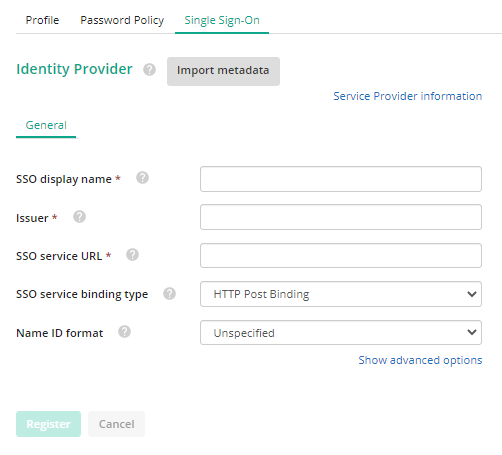 Profile Password Policy Single Sign-On
Identity Provider ? Import metadata
Service Provider information
General
SSO display name * ?
Issuer * ?
SSO service URL * ?
SSO service binding type ? HTTP Post Binding
Name ID format ? Unspecified
Show advanced options
Register Cancel